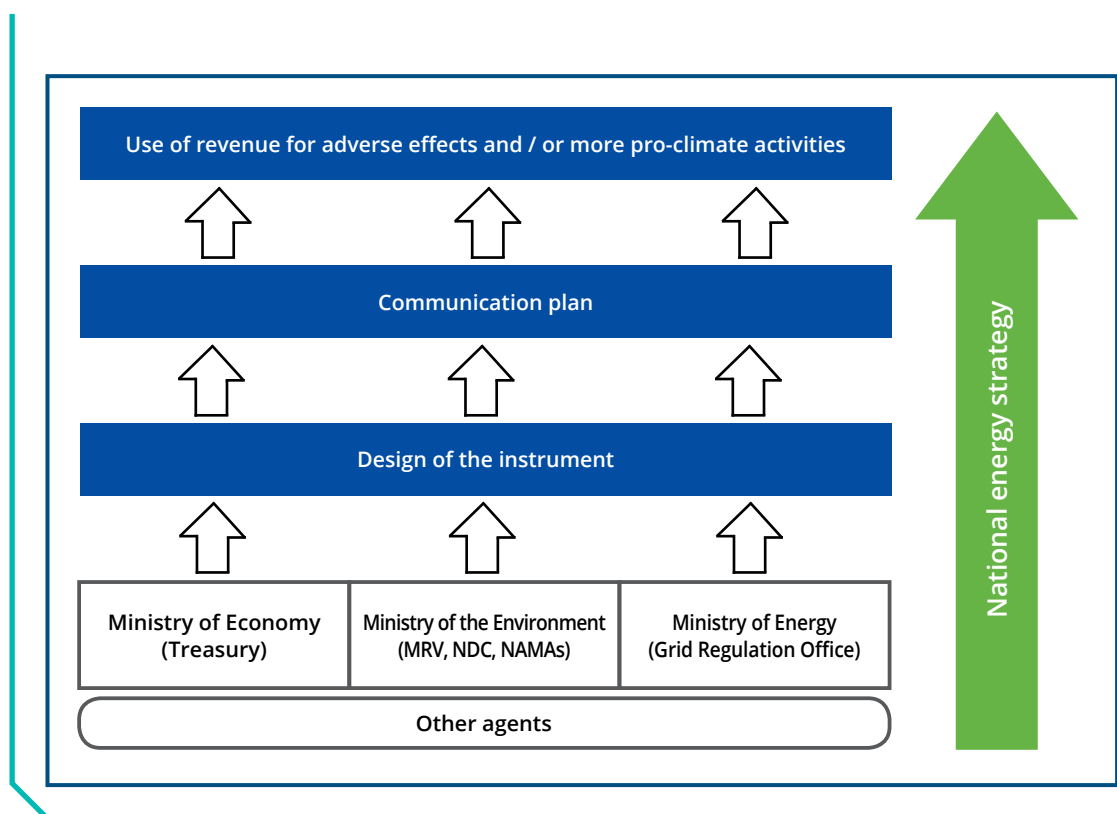 Use of revenue for adverse effects and / or more pro-climate activities
Communication plan
Design of the instrument
Ministry of Economy
(Treasury)
Ministry of the Environment
(MRV, NDC, NAMAs)
Ministry of Energy
(Grid Regulation Office)
Other agents
National energy strategy